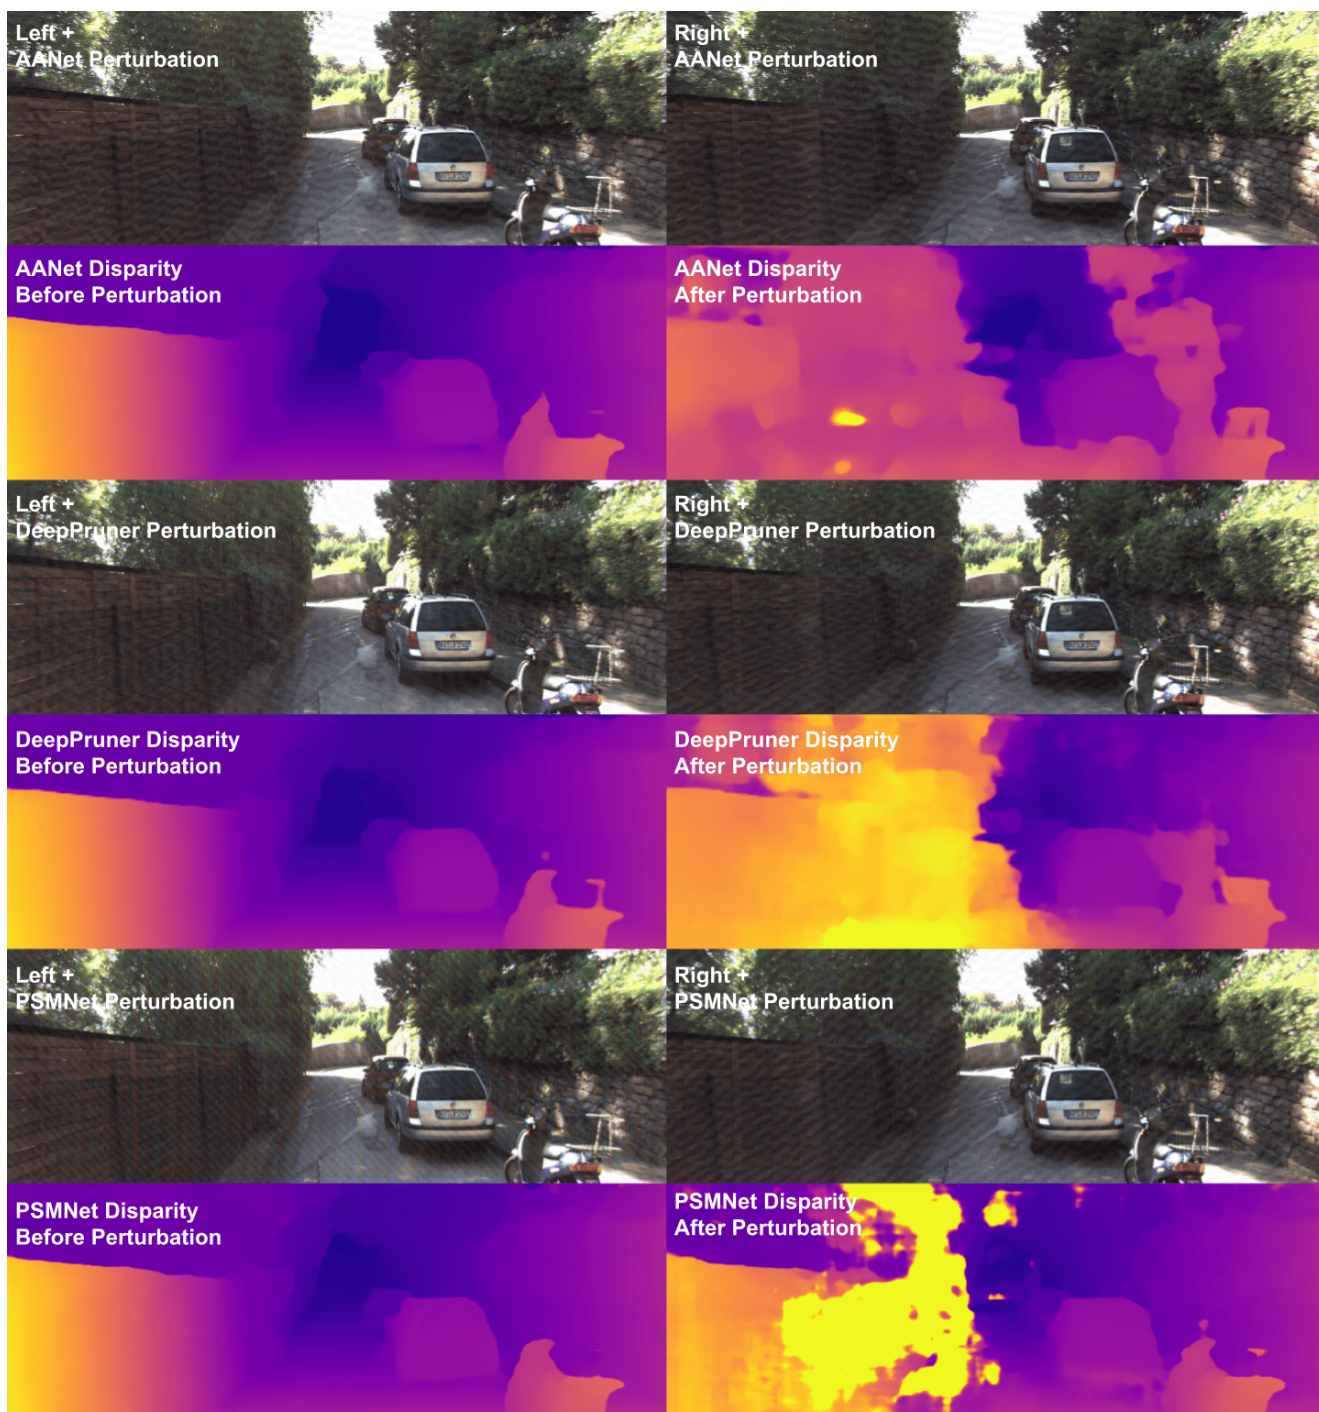 Left +
AANet Perturbation
Right +
AANet Perturbation
AANet Disparity
Before Perturbation
AANet Disparity
After Perturbation
Left +
DeepPruner Perturbation
Right +
DeepPruner Perturbation
DeepPruner Disparity
Before Perturbation
DeepPruner Disparity
After Perturbation
Left +
PSMNet Perturbation
Right +
PSMNet Perturbation
PSMNet Disparity
Before Perturbation
PSMNet Disparity
After Perturbation